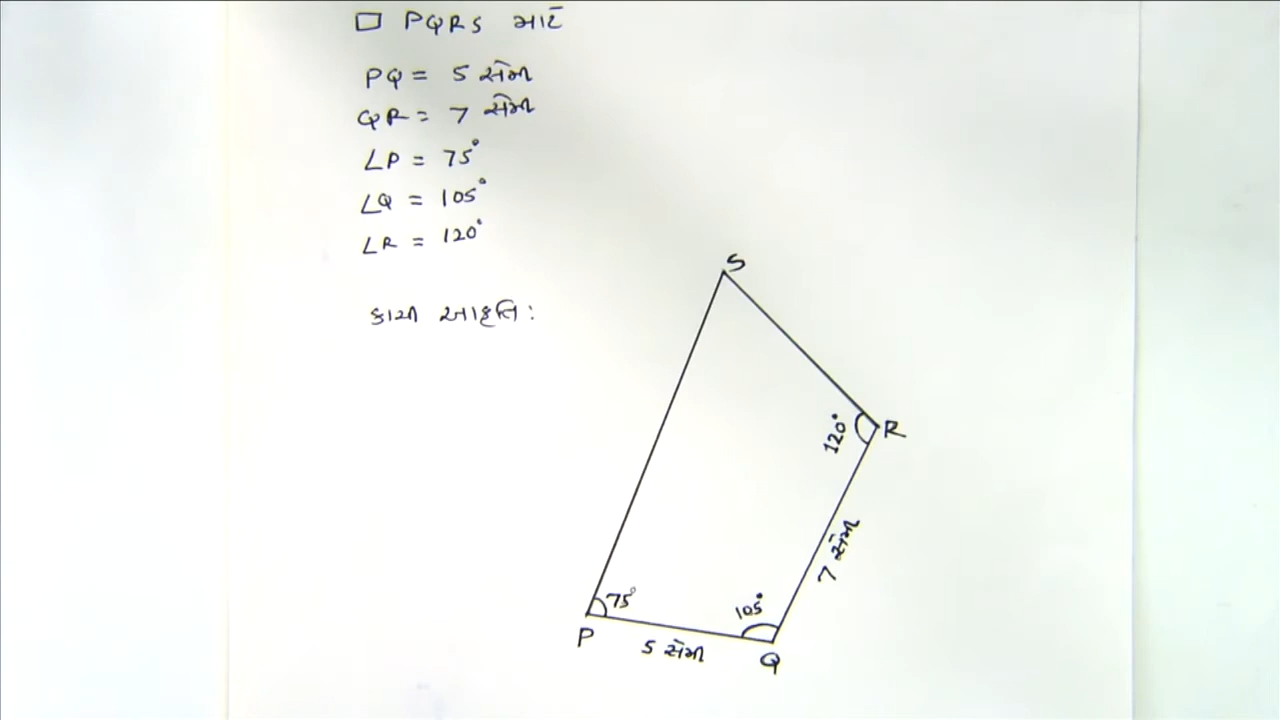 □ PQRS માટે
PQ = 5 સેમી
QR = 7 સેમી
∠P = 75°
∠Q = 105°
∠R = 120°
કાચી આકૃતિ :
S
120° R
7 સેમી
75°
105°
P
5 સેમી
Q